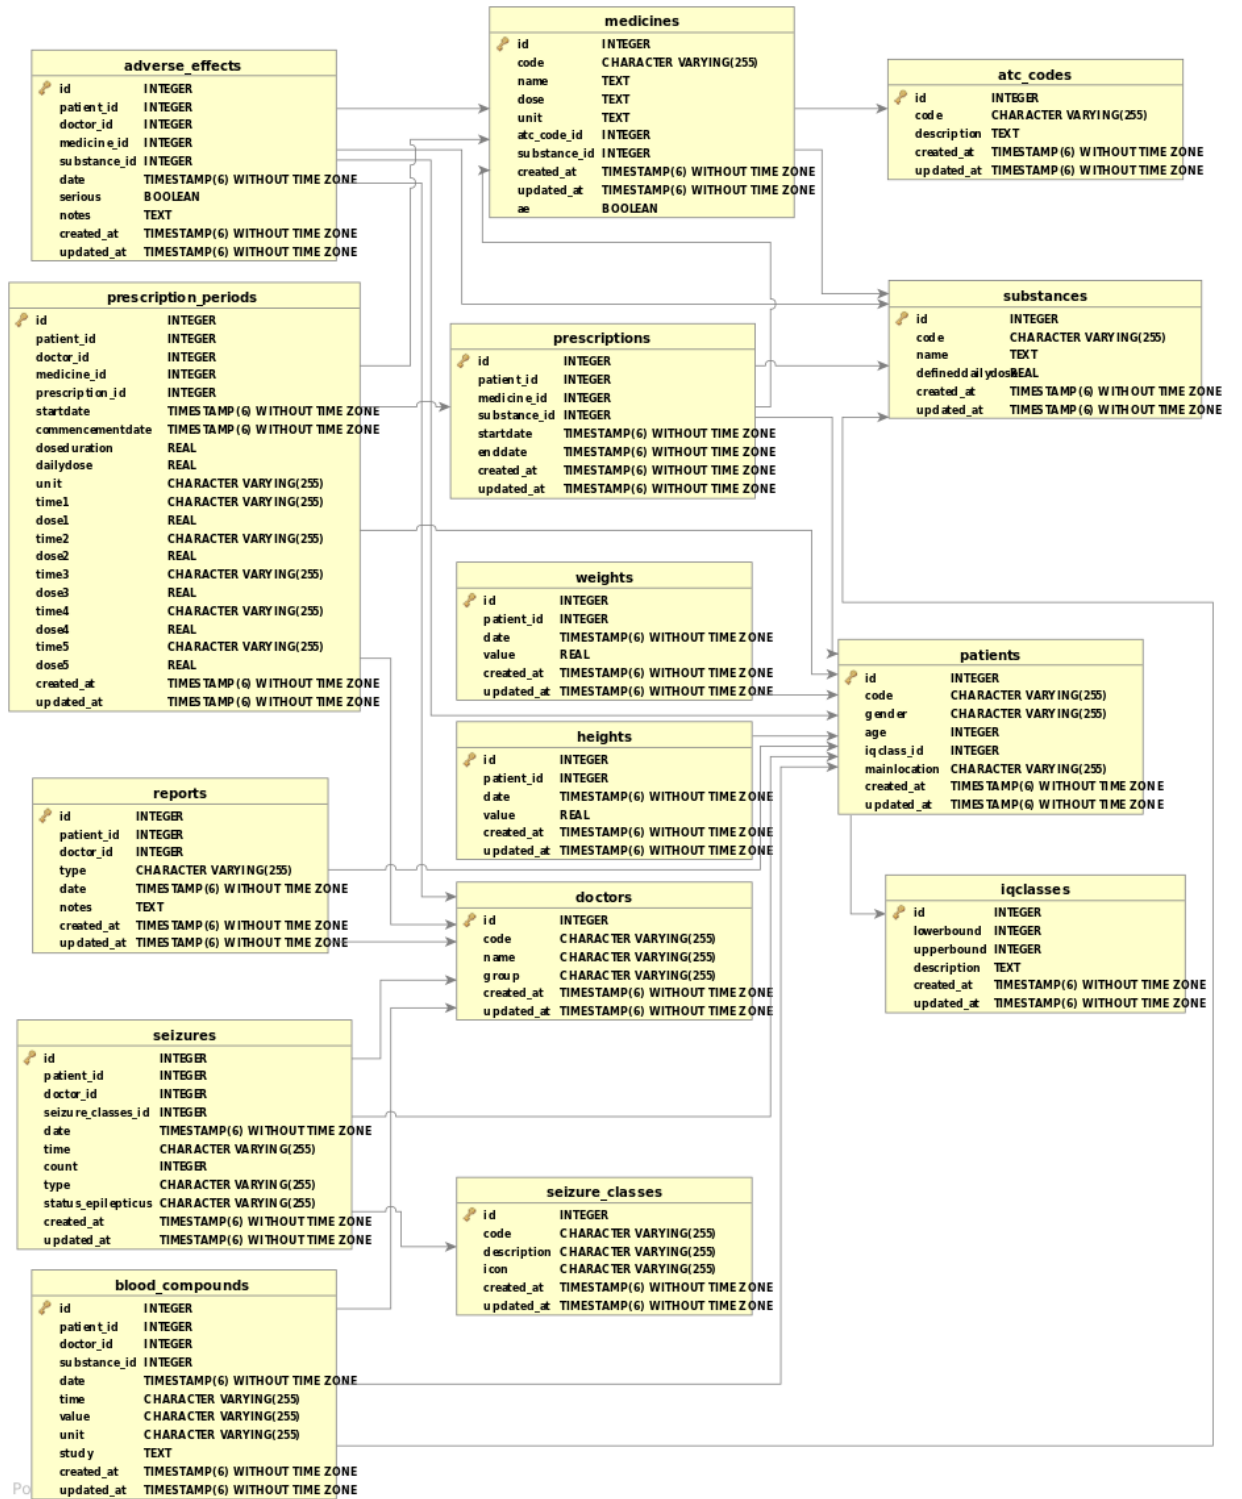 medicines
id INTEGER
code CHARACTER VARYING(255)
name TEXT
dose TEXT
unit TEXT
atc_code_id INTEGER
substance_id INTEGER
created_at TIMESTAMP(6) WITHOUT TIME ZONE
updated_at TIMESTAMP(6) WITHOUT TIME ZONE
ae BOOLEAN
adverse_effects
id INTEGER
patient_id INTEGER
doctor_id INTEGER
medicine_id INTEGER
substance_id INTEGER
date TIMESTAMP(6) WITHOUT TIME ZONE
serious BOOLEAN
notes TEXT
created_at TIMESTAMP(6) WITHOUT TIME ZONE
updated_at TIMESTAMP(6) WITHOUT TIME ZONE
atc_codes
id INTEGER
code CHARACTER VARYING(255)
description TEXT
created_at TIMESTAMP(6) WITHOUT TIME ZONE
updated_at TIMESTAMP(6) WITHOUT TIME ZONE
prescription_periods
id INTEGER
patient_id INTEGER
doctor_id INTEGER
medicine_id INTEGER
prescription_id INTEGER
startdate TIMESTAMP(6) WITHOUT TIME ZONE
commencementdate TIMESTAMP(6) WITHOUT TIME ZONE
doseduration REAL
dailydose REAL
unit CHARACTER VARYING(255)
time1 CHARACTER VARYING(255)
dose1 REAL
time2 CHARACTER VARYING(255)
dose2 REAL
time3 CHARACTER VARYING(255)
dose3 REAL
time4 CHARACTER VARYING(255)
dose4 REAL
time5 CHARACTER VARYING(255)
dose5 REAL
created_at TIMESTAMP(6) WITHOUT TIME ZONE
updated_at TIMESTAMP(6) WITHOUT TIME ZONE
prescriptions
id INTEGER
patient_id INTEGER
medicine_id INTEGER
substance_id INTEGER
startdate TIMESTAMP(6) WITHOUT TIME ZONE
enddate TIMESTAMP(6) WITHOUT TIME ZONE
created_at TIMESTAMP(6) WITHOUT TIME ZONE
updated_at TIMESTAMP(6) WITHOUT TIME ZONE
substances
id INTEGER
code CHARACTER VARYING(255)
name TEXT
defineddailydose REAL
created_at TIMESTAMP(6) WITHOUT TIME ZONE
updated_at TIMESTAMP(6) WITHOUT TIME ZONE
weights
id INTEGER
patient_id INTEGER
date TIMESTAMP(6) WITHOUT TIME ZONE
value REAL
created_at TIMESTAMP(6) WITHOUT TIME ZONE
updated_at TIMESTAMP(6) WITHOUT TIME ZONE
patients
id INTEGER
code CHARACTER VARYING(255)
gender CHARACTER VARYING(255)
age INTEGER
iqclass_id INTEGER
mainlocation CHARACTER VARYING(255)
created_at TIMESTAMP(6) WITHOUT TIME ZONE
updated_at TIMESTAMP(6) WITHOUT TIME ZONE
heights
id INTEGER
patient_id INTEGER
date TIMESTAMP(6) WITHOUT TIME ZONE
value REAL
created_at TIMESTAMP(6) WITHOUT TIME ZONE
updated_at TIMESTAMP(6) WITHOUT TIME ZONE
reports
id INTEGER
patient_id INTEGER
doctor_id INTEGER
type CHARACTER VARYING(255)
date TIMESTAMP(6) WITHOUT TIME ZONE
notes TEXT
created_at TIMESTAMP(6) WITHOUT TIME ZONE
updated_at TIMESTAMP(6) WITHOUT TIME ZONE
doctors
id INTEGER
code CHARACTER VARYING(255)
name CHARACTER VARYING(255)
group CHARACTER VARYING(255)
created_at TIMESTAMP(6) WITHOUT TIME ZONE
updated_at TIMESTAMP(6) WITHOUT TIME ZONE
iqclasses
id INTEGER
lowerbound INTEGER
upperbound INTEGER
description TEXT
created_at TIMESTAMP(6) WITHOUT TIME ZONE
updated_at TIMESTAMP(6) WITHOUT TIME ZONE
seizures
id INTEGER
patient_id INTEGER
doctor_id INTEGER
seizure_classes_id INTEGER
date TIMESTAMP(6) WITHOUT TIME ZONE
time CHARACTER VARYING(255)
count INTEGER
type CHARACTER VARYING(255)
status_epilepticus CHARACTER VARYING(255)
created_at TIMESTAMP(6) WITHOUT TIME ZONE
updated_at TIMESTAMP(6) WITHOUT TIME ZONE
seizure_classes
id INTEGER
code CHARACTER VARYING(255)
description CHARACTER VARYING(255)
icon CHARACTER VARYING(255)
created_at TIMESTAMP(6) WITHOUT TIME ZONE
updated_at TIMESTAMP(6) WITHOUT TIME ZONE
blood_compounds
id INTEGER
patient_id INTEGER
doctor_id INTEGER
substance_id INTEGER
date TIMESTAMP(6) WITHOUT TIME ZONE
time CHARACTER VARYING(255)
value CHARACTER VARYING(255)
unit CHARACTER VARYING(255)
study TEXT
created_at TIMESTAMP(6) WITHOUT TIME ZONE
updated_at TIMESTAMP(6) WITHOUT TIME ZONE